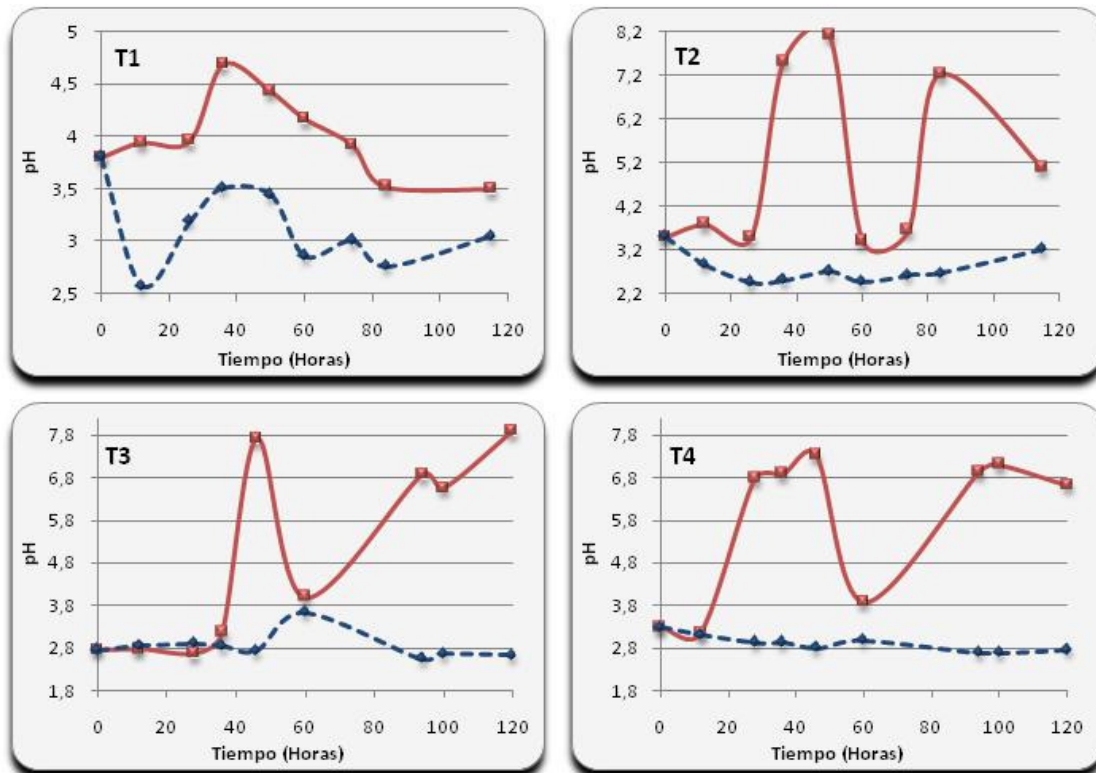 T1
pH
5
4,5
4
3,5
3
2,5
0 20 40 60 80 100 120
Tiempo (Horas)
T2
pH
8,2
7,2
6,2
5,2
4,2
3,2
2,2
0 20 40 60 80 100 120
Tiempo (Horas)
T3
pH
7,8
6,8
5,8
4,8
3,8
2,8
1,8
0 20 40 60 80 100 120
Tiempo (Horas)
T4
pH
7,8
6,8
5,8
4,8
3,8
2,8
1,8
0 20 40 60 80 100 120
Tiempo (Horas)